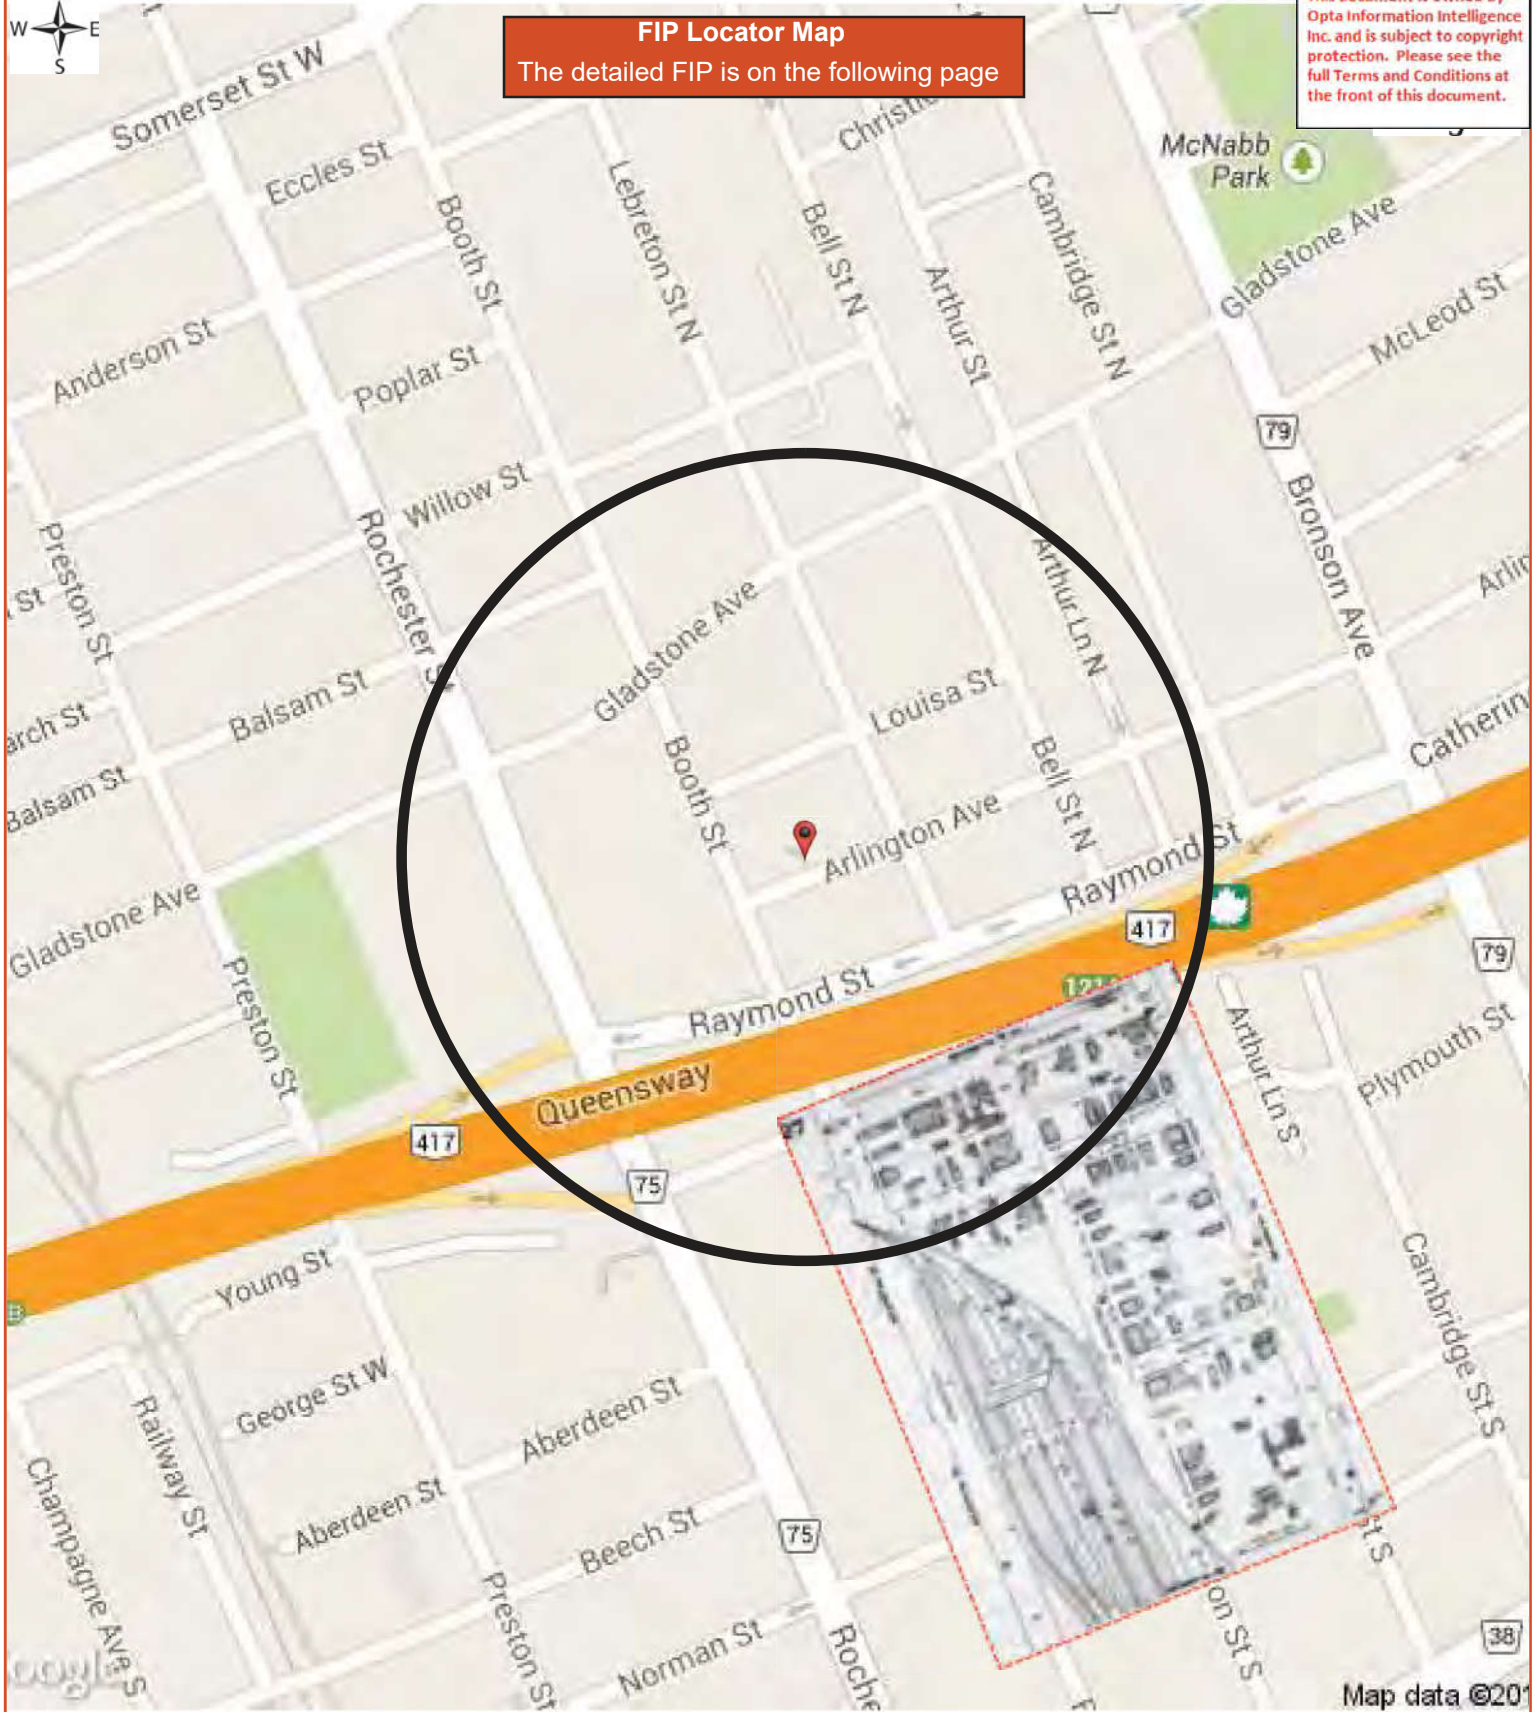 W
E
S
FIP Locator Map
The detailed FIP is on the following page
Opta Information Intelligence
Inc. and is subject to copyright
protection. Please see the
full Terms and Conditions at
the front of this document.
Somerset St W
Eccles St
Booth St
Lebreton St N
Bell St N
Arthur St
Cambridge St N
McNabb
Park
Gladstone Ave
McLeod St
Anderson St
Poplar St
Willow St
79
Bronson Ave
Preston St
Rochester St
St
Balsam St
Gladstone Ave
Arthur Ln N
Louisa St
Booth St
Bell St N
Arlington Ave
Balsam St
Gladstone Ave
Raymond St
417
79
Preston St
Raymond St
Queensway
417
75
Arthur Ln S
Plymouth St
Young St
George St W
Aberdeen St
Cambridge St S
Railway St
Champagne Ave S
Aberdeen St
Beech St
75
Preston St
Norman St
Roche
on St S
38
Map data ©201